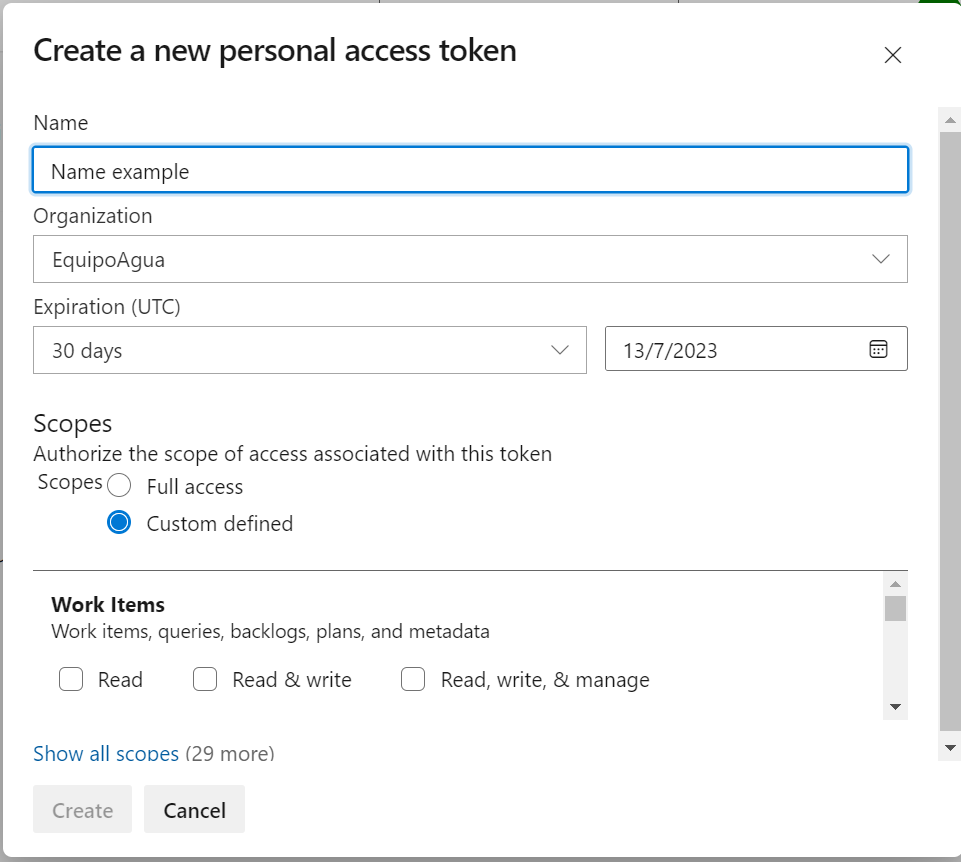 Create a new personal access token
Name
Name example
Organization
EquipoAgua
Expiration (UTC)
30 days 13/7/2023
Scopes
Authorize the scope of access associated with this token
Scopes Full access
Custom defined
Work Items
Work items, queries, backlogs, plans, and metadata
Read Read & write Read, write, & manage
Show all scopes (29 more)
Create Cancel